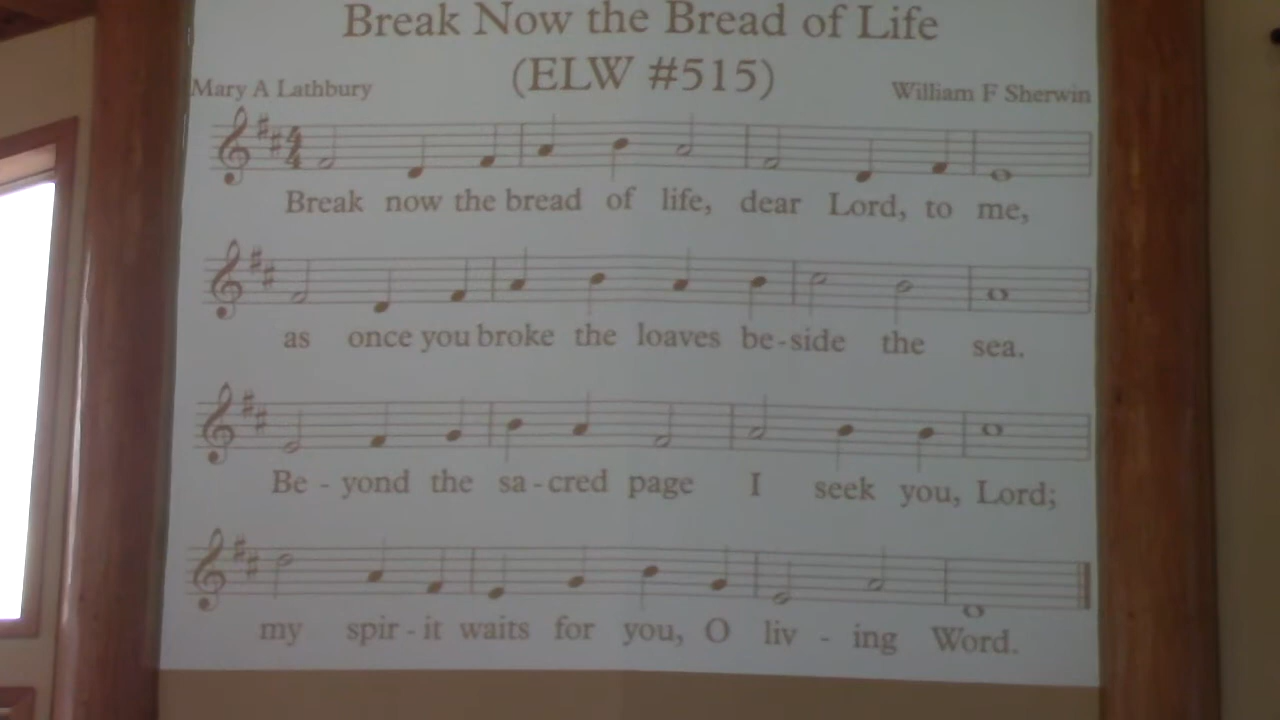 Break Now the Bread of Life
(ELW #515)
Mary A Lathbury William F Sherwin
4 4
Break now the bread of life, dear Lord, to me,
as once you broke the loaves be - side the sea.
Be - yond the sa - cred page I seek you, Lord;
my spir - it waits for you, O liv - ing Word.